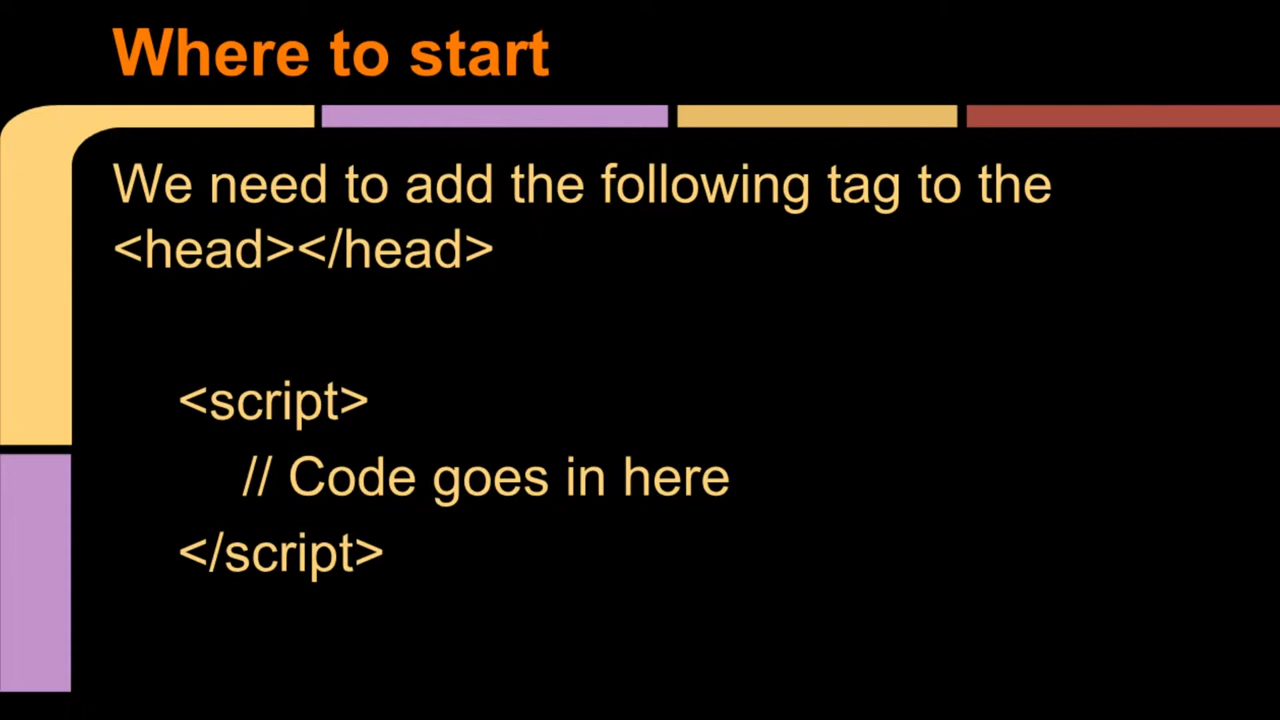 Where to start
We need to add the following tag to the
<head></head>
<script>
// Code goes in here
</script>